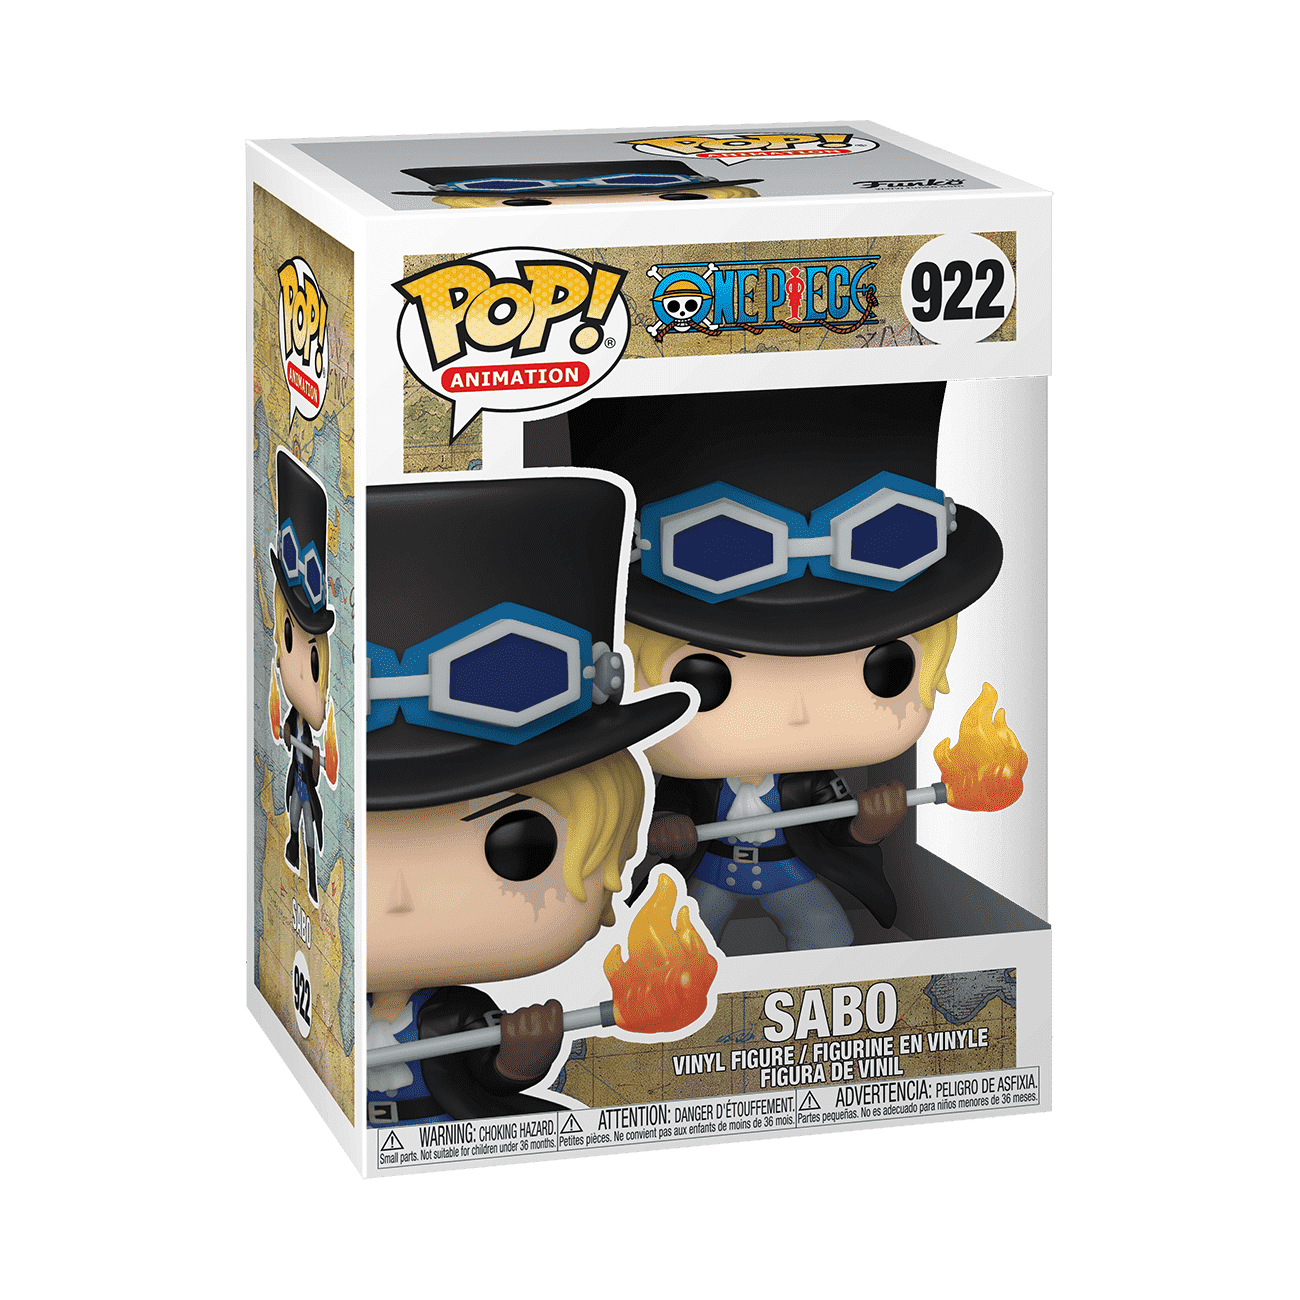 POP!
ANIMATION
Funko
POP! ®
ANIMATION
ONE PIECE
922
POP!
ANIMATION
SABO
922
SABO
VINYL FIGURE / FIGURINE EN VINYLE
FIGURA DE VINIL
WARNING: CHOKING HAZARD.
Small parts. Not suitable for children under 36 months.
ATTENTION: DANGER D'ÉTOUFFEMENT.
Petites pièces. Ne convient pas aux enfants de moins de 36 mois.
ADVERTENCIA: PELIGRO DE ASFIXIA.
Partes pequeñas. No es adecuado para niños menores de 36 meses.